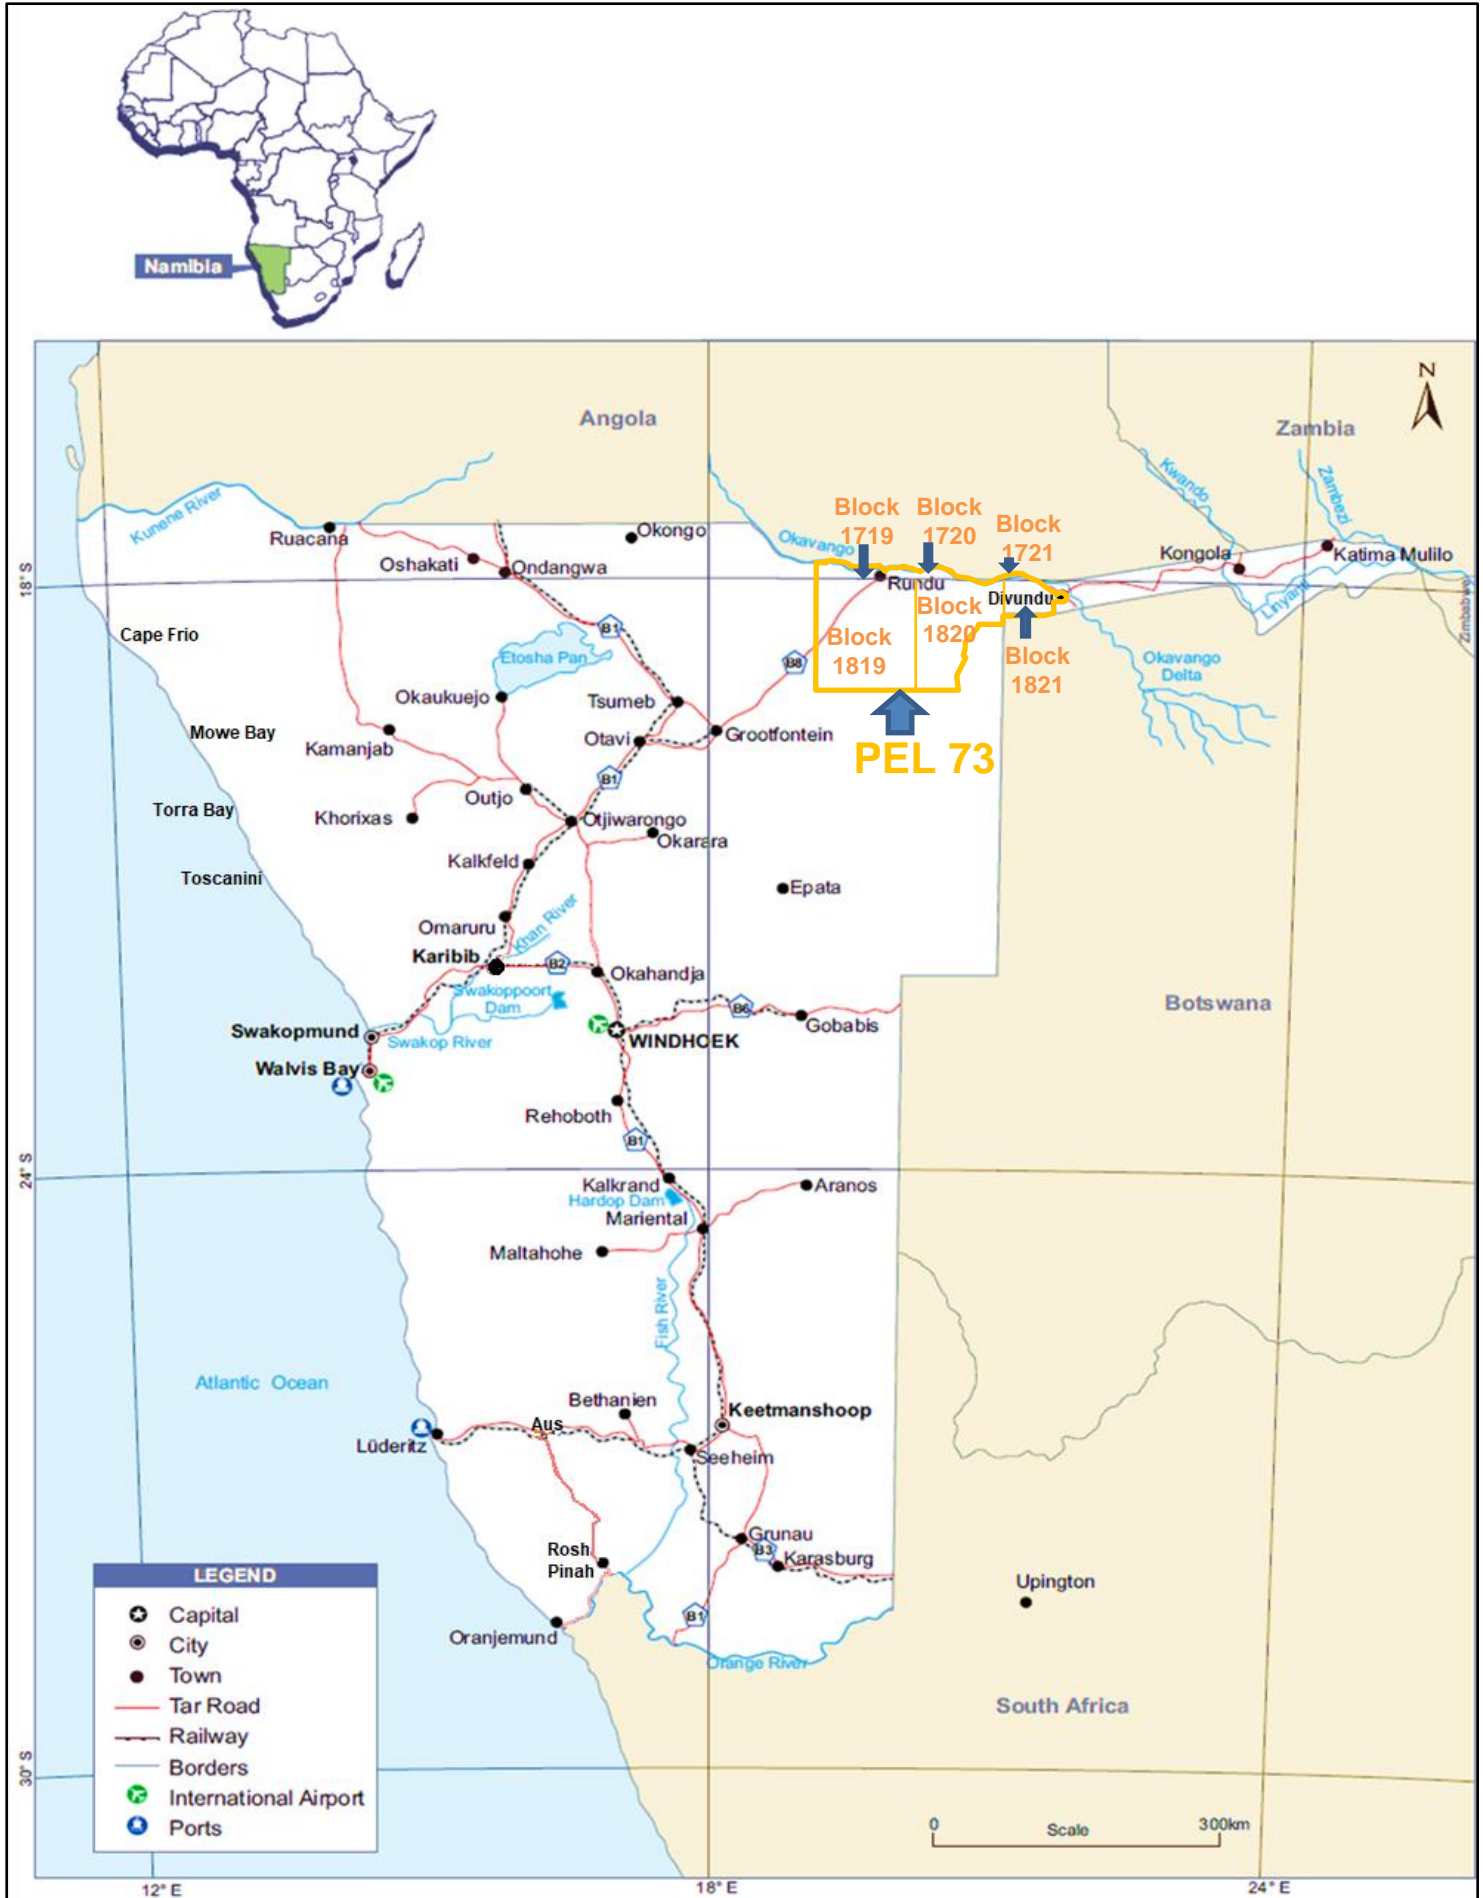 Namibia
N
Angola
Zambia
Kwando
Zambezi
Kunene River
Ruacana
Okongo
Okavango
Block
1719
Block
1720
Block
1721
Kongola
Katima Mulilo
Oshakati
Ondangwa
18° S
Rundu
Divundu
Linyanti
Zimbabwe
Cape Frio
B1
Block
1820
Block
1819
Etosha Pan
B8
Block
1821
Okavango
Delta
Okaukuejo
Tsumeb
Mowe Bay
Kamanjab
Otavi
Grootfontein
PEL 73
B1
Outjo
Torra Bay
Khorixas
Otjiwarongo
Okarara
Kalkfeld
Toscanini
Epata
Omaruru
Khan River
Karibib
B2
Okahandja
Swakoppoort
Dam
B6
Gobabis
Botswana
Swakopmund
Swakop River
WINDHOEK
Walvis Bay
Rehoboth
B1
24° S
Kalkrand
Hardop Dam
Aranos
Mariental
Maltahohe
Fish River
Atlantic Ocean
Bethanien
Keetmanshoop
Aus
Lüderitz
Seeheim
Grunau
B3
Karasburg
Rosh
Pinah
Upington
B1
Oranjemund
Orange River
South Africa
30° S
LEGEND
Capital
City
Town
Tar Road
Railway
Borders
International Airport
Ports
0
Scale
300km
12° E
18° E
24° E